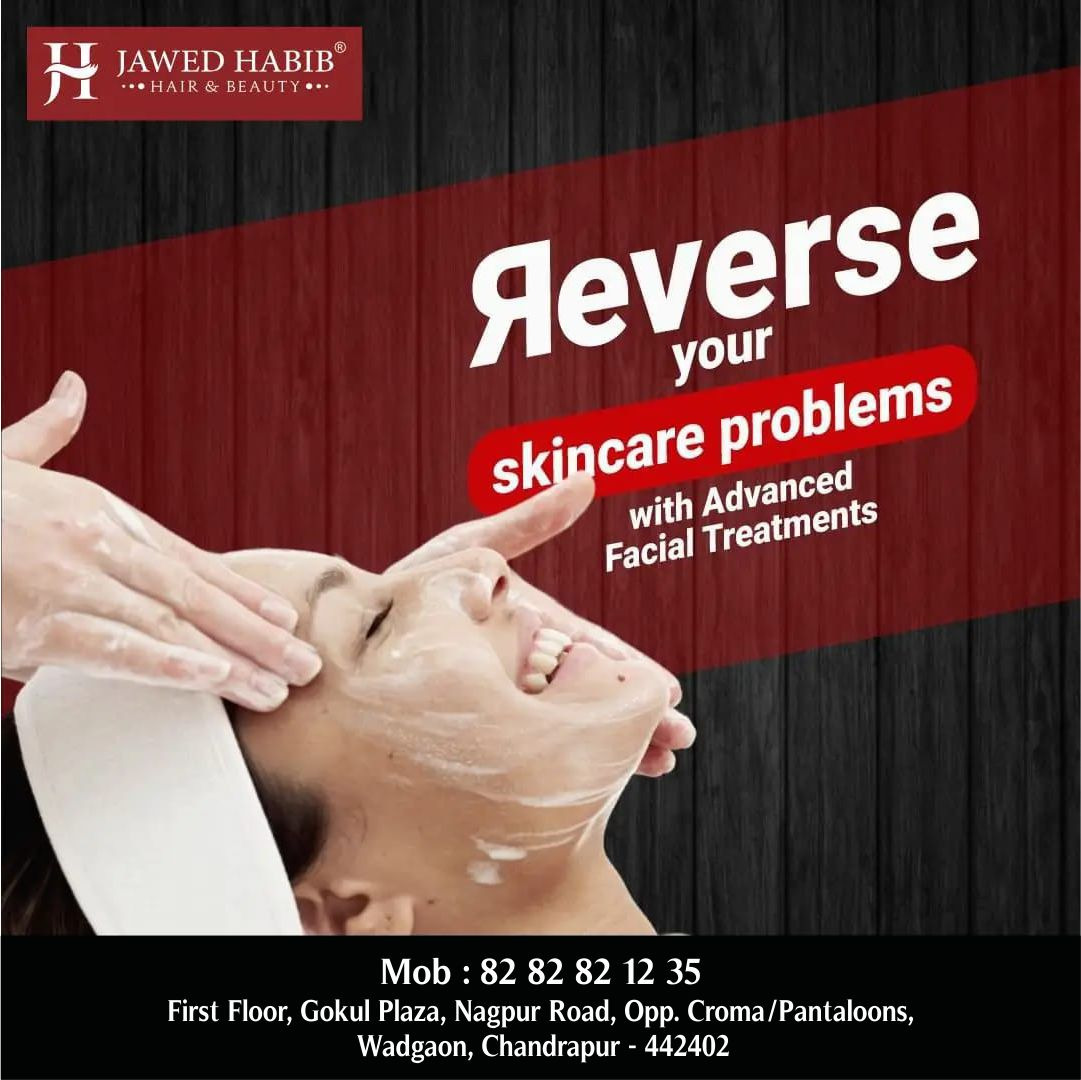 H JAWED HABIB®
HAIR & BEAUTY
Reverse
your
skincare problems
with Advanced
Facial Treatments
Mob : 82 82 82 12 35
First Floor, Gokul Plaza, Nagpur Road, Opp. Croma/Pantaloons,
Wadgaon, Chandrapur - 442402